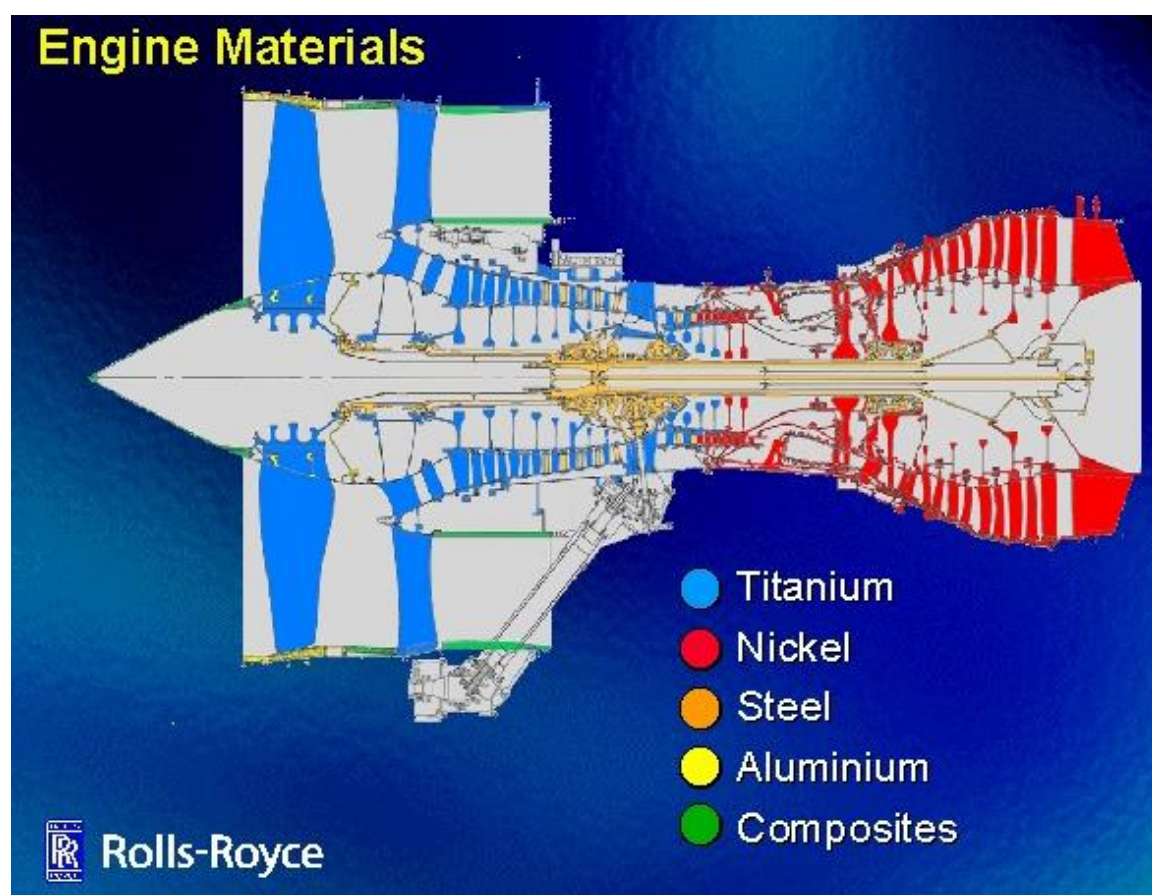 Engine Materials
Titanium
Nickel
Steel
Aluminium
Composites
Rolls-Royce